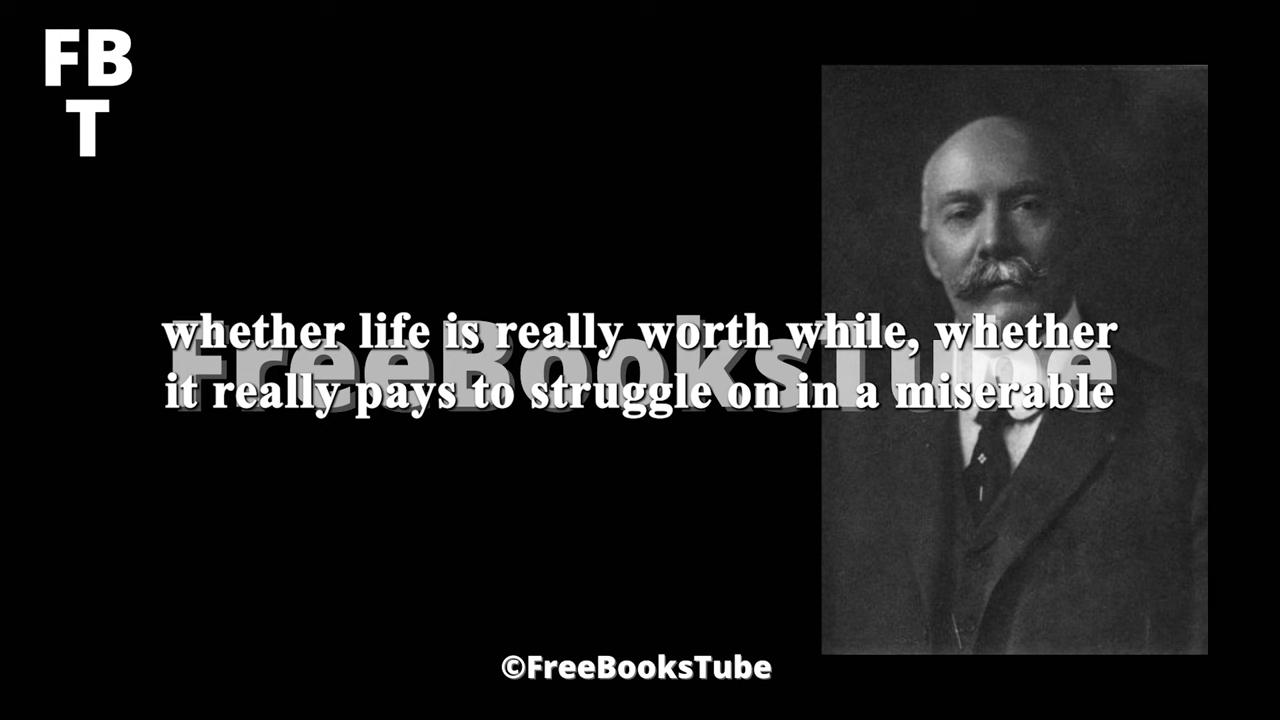 FB
T
whether life is really worth while, whether
it really pays to struggle on in a miserable
FreeBooksTube
©FreeBooksTube